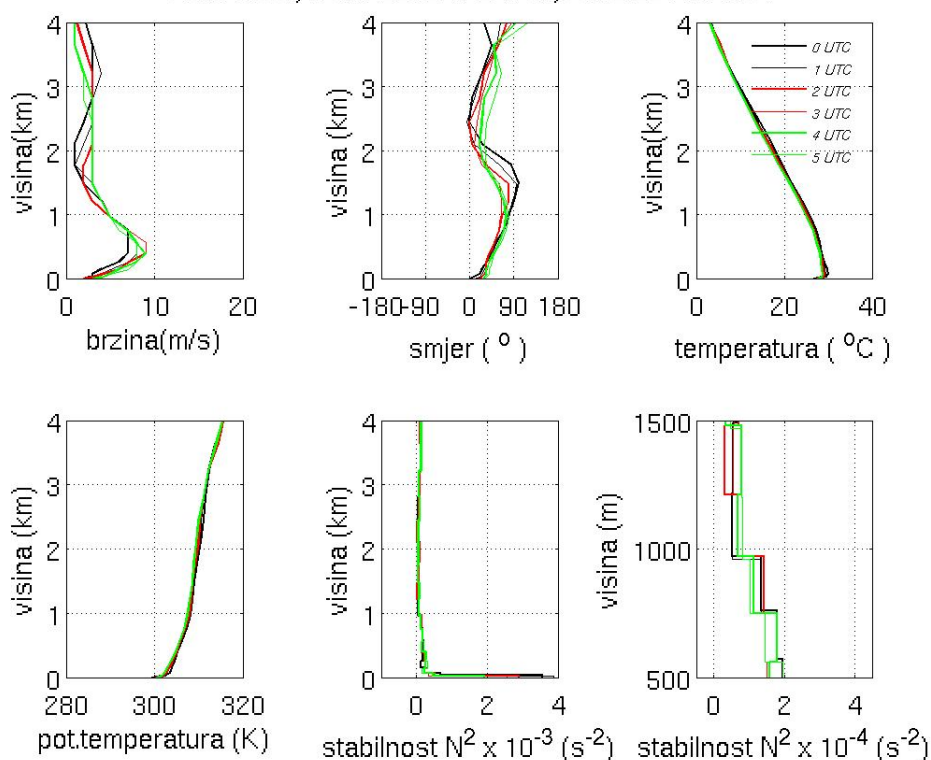 4
3
2
1
0
visina(km)
0 10 20
brzina(m/s)
4
3
2
1
0
visina (km)
-180 -90 0 90 180
smjer ( º )
4
3
2
1
0
visina(km)
0 20 40
temperatura ( ºC )
0 UTC
1 UTC
2 UTC
3 UTC
4 UTC
5 UTC
4
3
2
1
0
visina (km)
280 300 320
pot.temperatura (K)
4
3
2
1
0
visina (km)
0 2 4
stabilnost N² x 10⁻³ (s⁻²)
1500
1000
500
visina (m)
0 2 4
stabilnost N² x 10⁻⁴ (s⁻²)